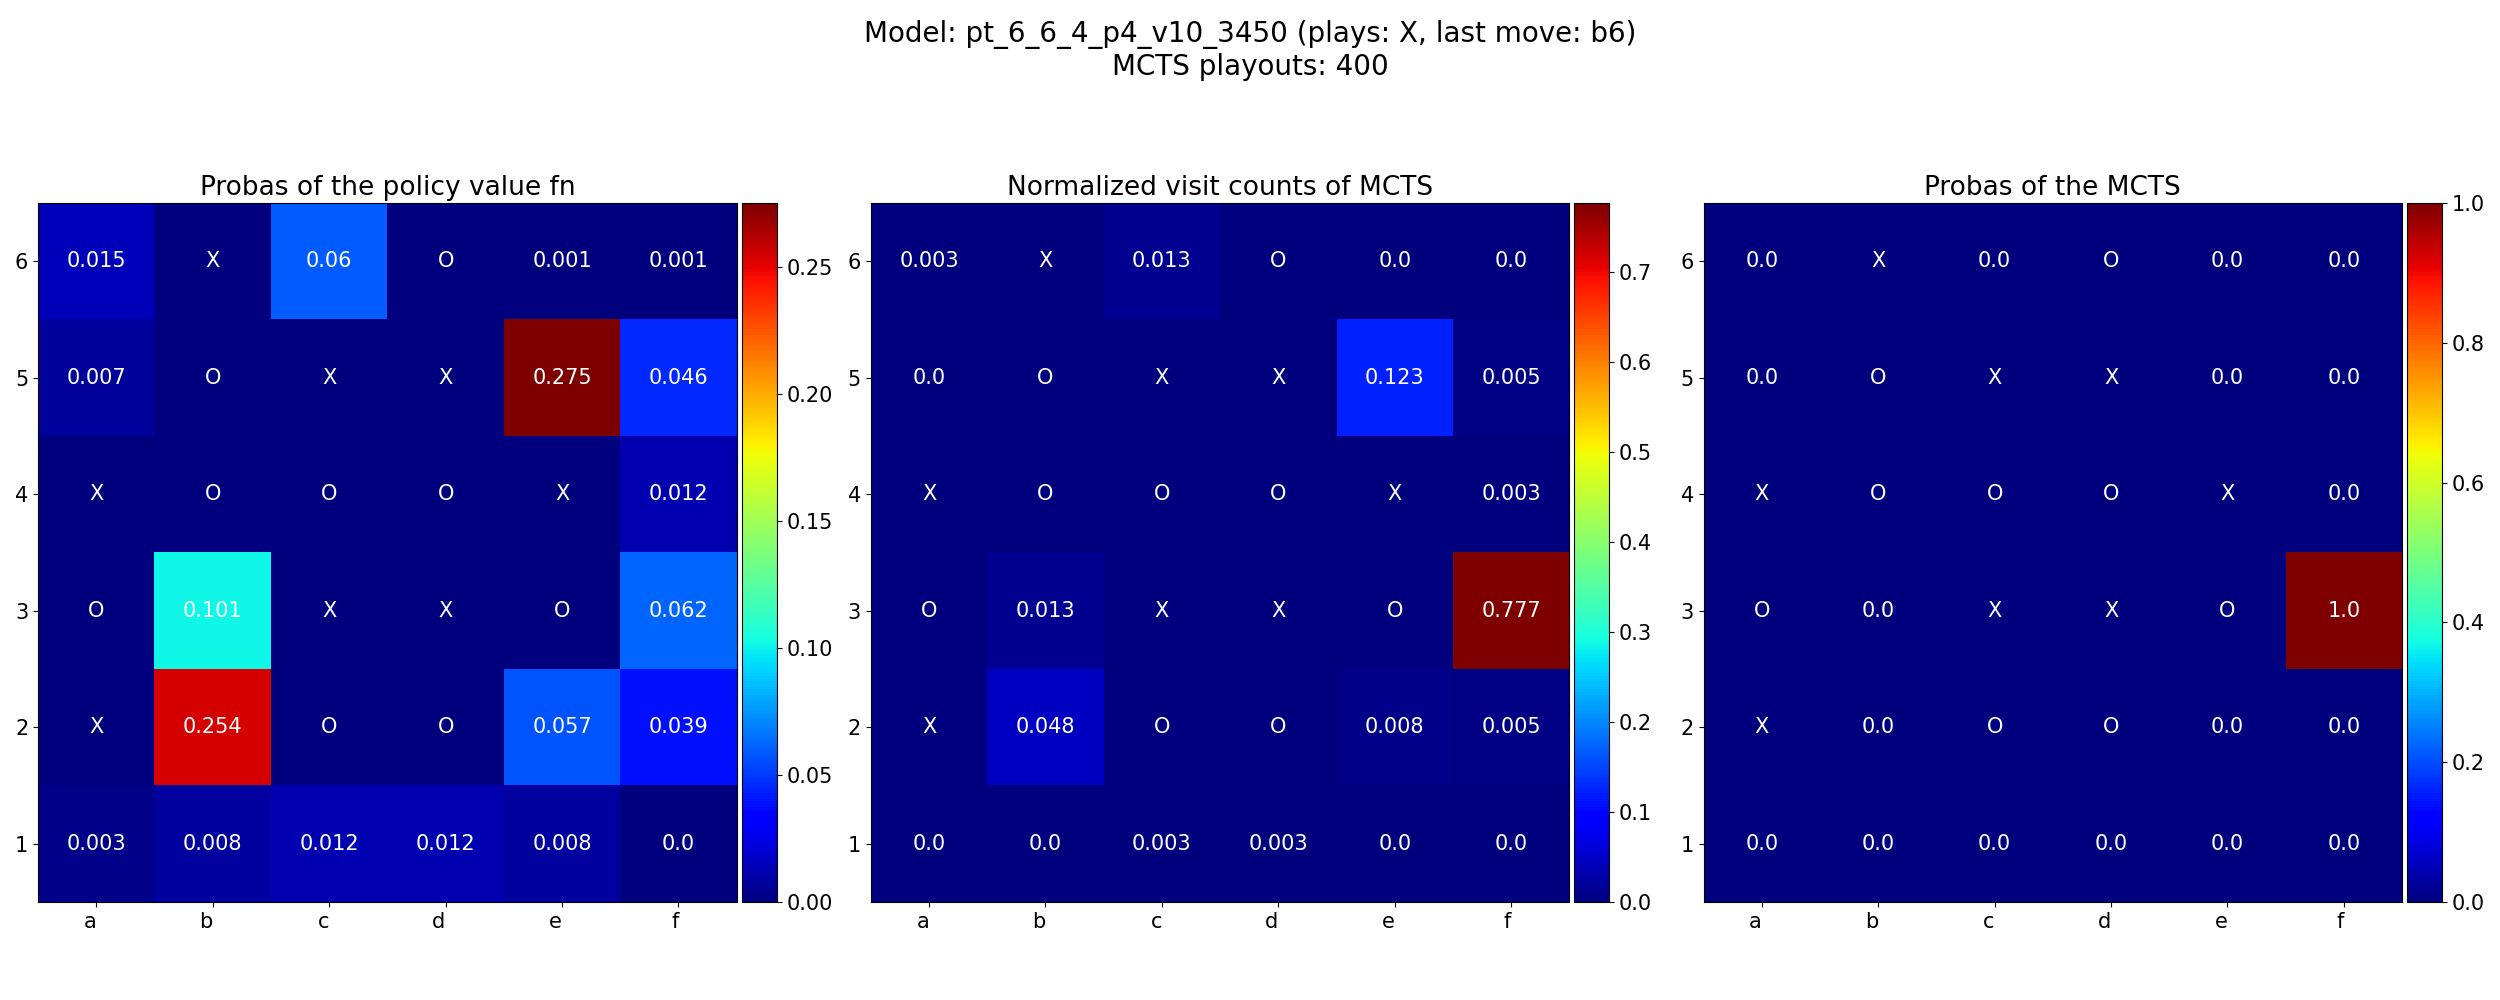 Model: pt_6_6_4_p4_v10_3450 (plays: X, last move: b6)
MCTS playouts: 400
Probas of the policy value fn
6 0.015 X 0.06 O 0.001 0.001
5 0.007 O X X 0.275 0.046
4 X O O O X 0.012
3 O 0.101 X X O 0.062
2 X 0.254 O O 0.057 0.039
1 0.003 0.008 0.012 0.012 0.008 0.0
a b c d e f
0.25
0.20
0.15
0.10
0.05
0.00
Normalized visit counts of MCTS
6 0.003 X 0.013 O 0.0 0.0
5 0.0 O X X 0.123 0.005
4 X O O O X 0.003
3 O 0.013 X X O 0.777
2 X 0.048 O O 0.008 0.005
1 0.0 0.0 0.003 0.003 0.0 0.0
a b c d e f
0.7
0.6
0.5
0.4
0.3
0.2
0.1
0.0
Probas of the MCTS
6 0.0 X 0.0 O 0.0 0.0
5 0.0 O X X 0.0 0.0
4 X O O O X 0.0
3 O 0.0 X X O 1.0
2 X 0.0 O O 0.0 0.0
1 0.0 0.0 0.0 0.0 0.0 0.0
a b c d e f
1.0
0.8
0.6
0.4
0.2
0.0